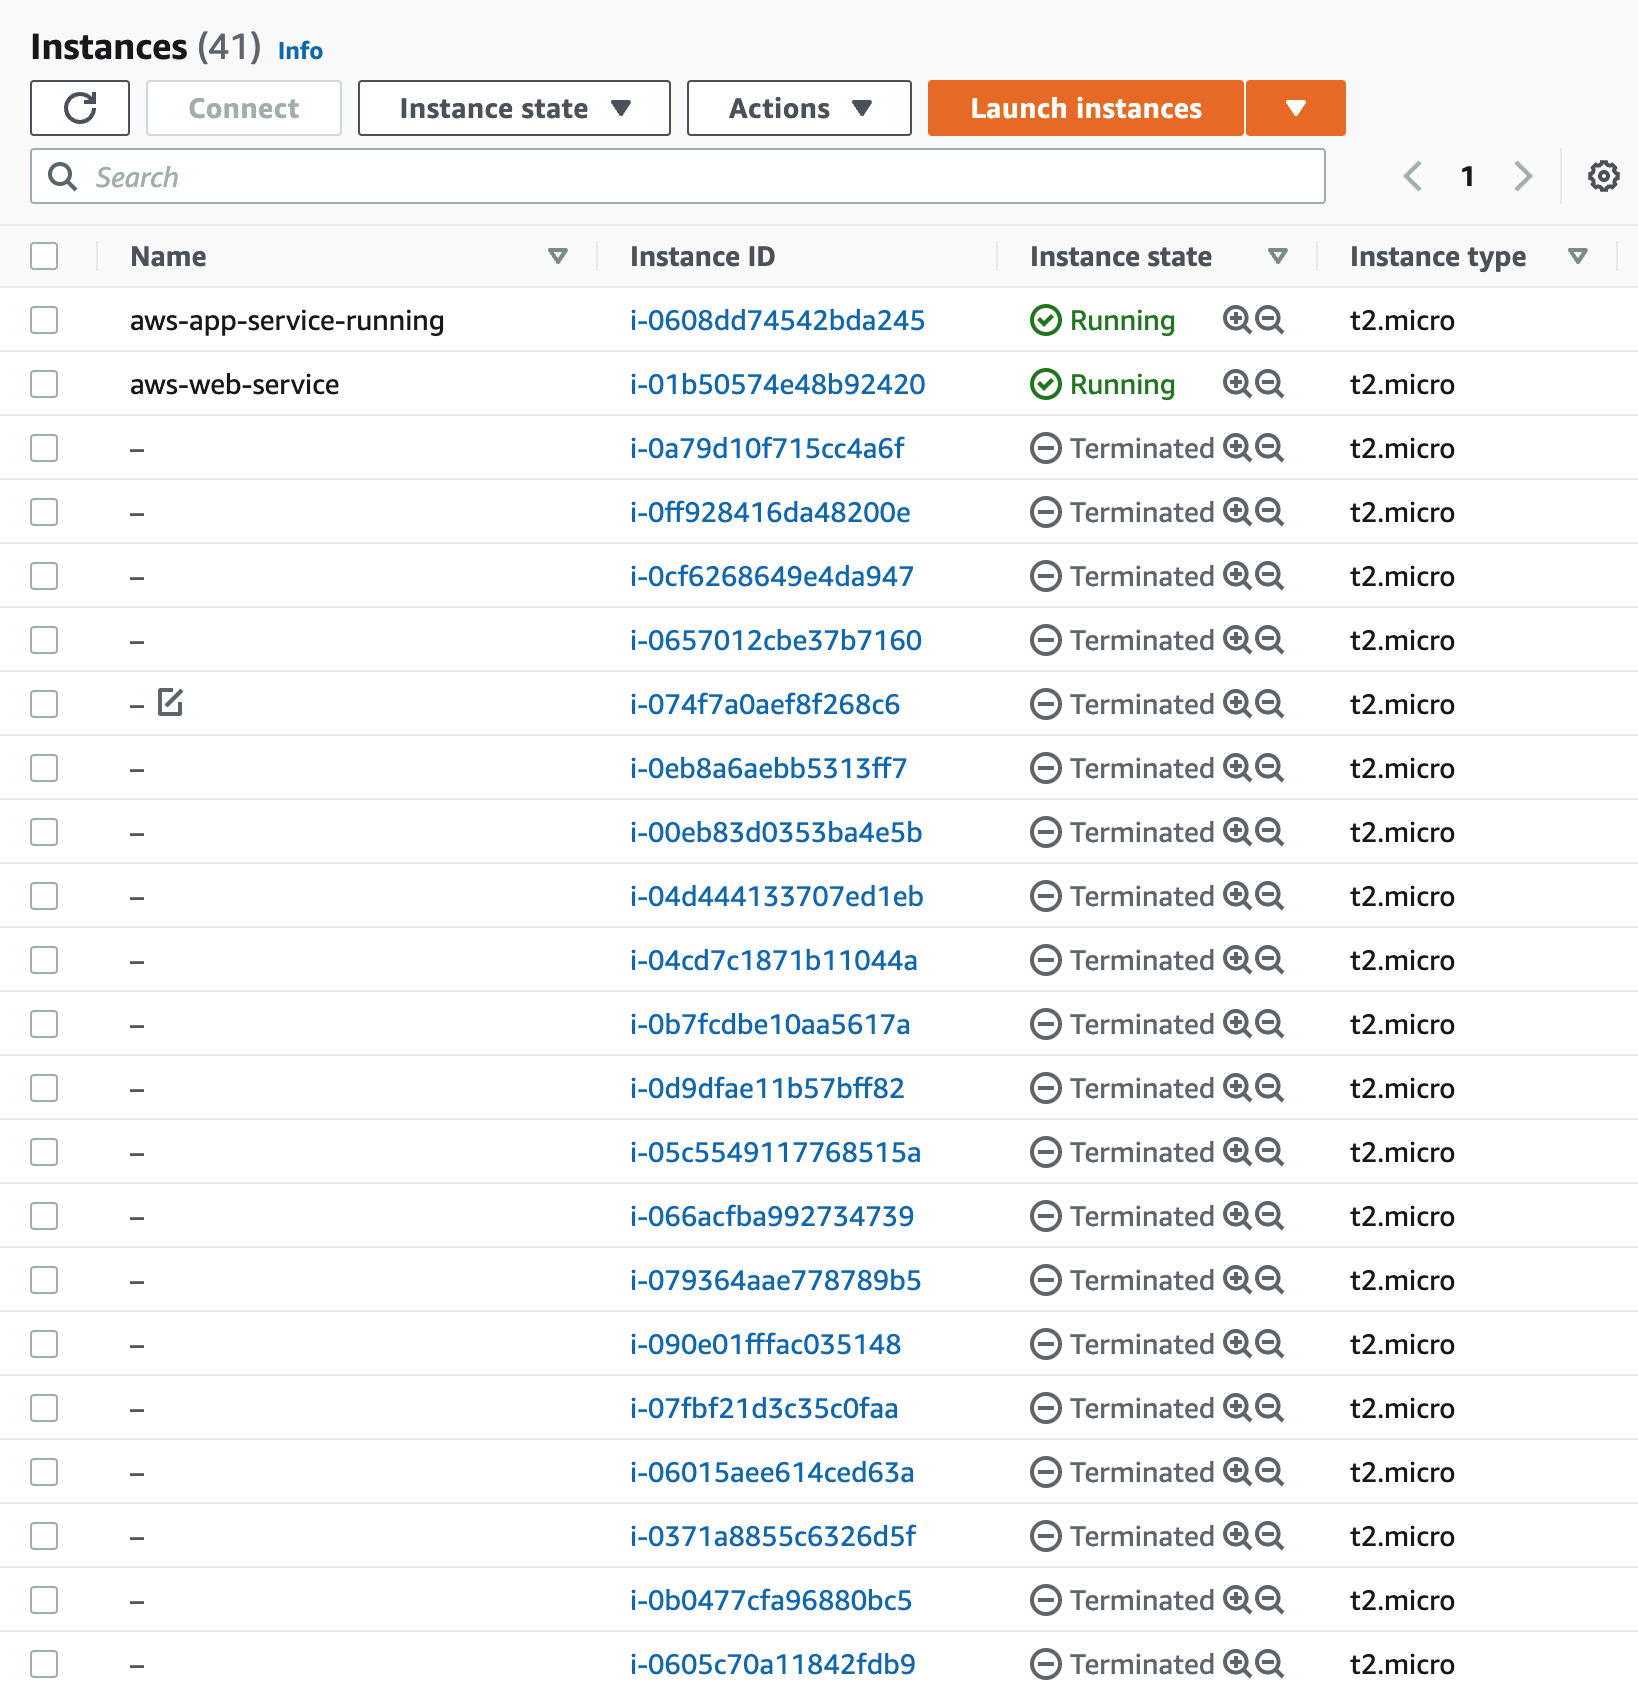 Instances (41) Info
Connect Instance state Actions Launch instances
Search 1
Name Instance ID Instance state Instance type
aws-app-service-running i-0608dd74542bda245 Running t2.micro
aws-web-service i-01b50574e48b92420 Running t2.micro
– i-0a79d10f715cc4a6f Terminated t2.micro
– i-0ff928416da48200e Terminated t2.micro
– i-0cf6268649e4da947 Terminated t2.micro
– i-0657012cbe37b7160 Terminated t2.micro
– i-074f7a0aef8f268c6 Terminated t2.micro
– i-0eb8a6aebb5313ff7 Terminated t2.micro
– i-00eb83d0353ba4e5b Terminated t2.micro
– i-04d444133707ed1eb Terminated t2.micro
– i-04cd7c1871b11044a Terminated t2.micro
– i-0b7fcdbe10aa5617a Terminated t2.micro
– i-0d9dfae11b57bff82 Terminated t2.micro
– i-05c5549117768515a Terminated t2.micro
– i-066acfba992734739 Terminated t2.micro
– i-079364aae778789b5 Terminated t2.micro
– i-090e01fffac035148 Terminated t2.micro
– i-07fbf21d3c35c0faa Terminated t2.micro
– i-06015aee614ced63a Terminated t2.micro
– i-0371a8855c6326d5f Terminated t2.micro
– i-0b0477cfa96880bc5 Terminated t2.micro
– i-0605c70a11842fdb9 Terminated t2.micro